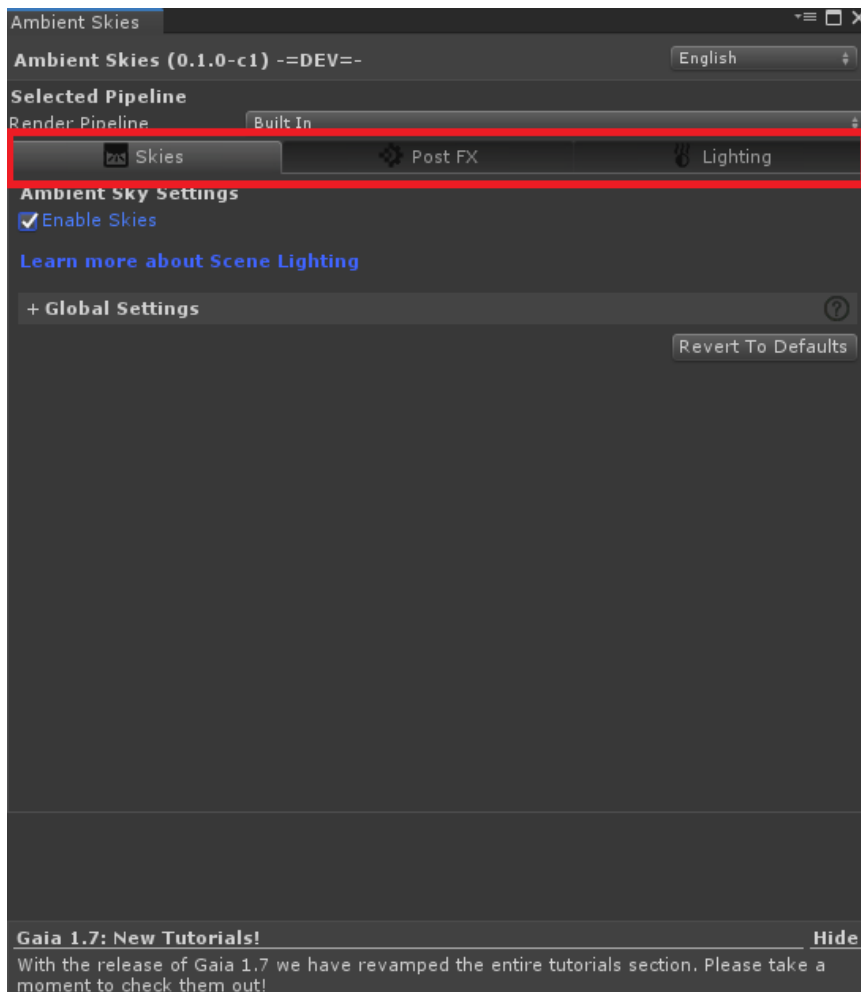 Ambient Skies
Ambient Skies (0.1.0-c1) -=DEV=- English
Selected Pipeline
Render Pipeline Built In
Skies Post FX Lighting
Ambient Sky Settings
Enable Skies
Learn more about Scene Lighting
+ Global Settings ?
Revert To Defaults
Gaia 1.7: New Tutorials! Hide
With the release of Gaia 1.7 we have revamped the entire tutorials section. Please take a
moment to check them out!